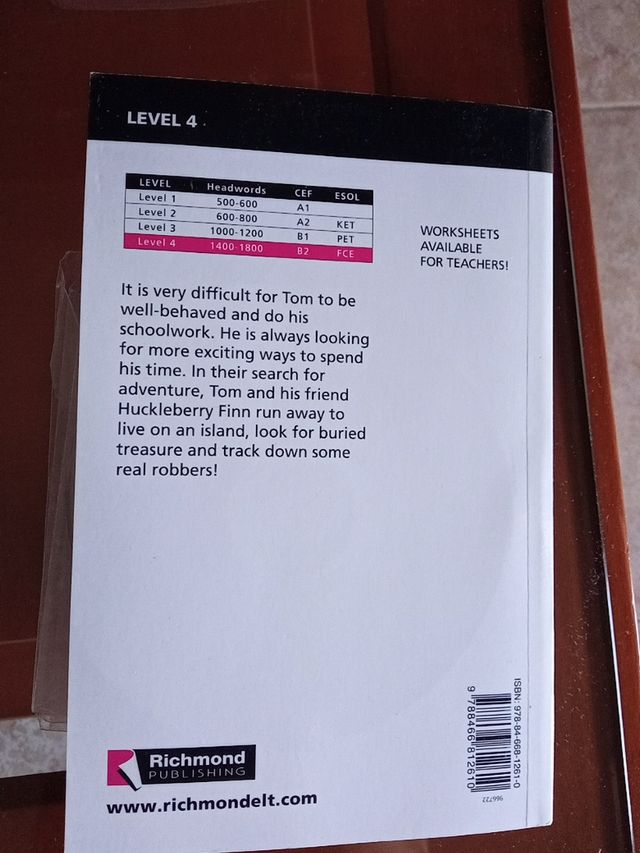 LEVEL 4
LEVEL Headwords CEF ESOL
Level 1 500-600 A1
Level 2 600-800 A2 KET
Level 3 1000-1200 B1 PET
Level 4 1400-1800 B2 FCE
WORKSHEETS
AVAILABLE
FOR TEACHERS!
It is very difficult for Tom to be
well-behaved and do his
schoolwork. He is always looking
for more exciting ways to spend
his time. In their search for
adventure, Tom and his friend
Huckleberry Finn run away to
live on an island, look for buried
treasure and track down some
real robbers!
ISBN: 978-84-668-1261-0
9 788466 812610
966722
Richmond
PUBLISHING
www.richmondelt.com